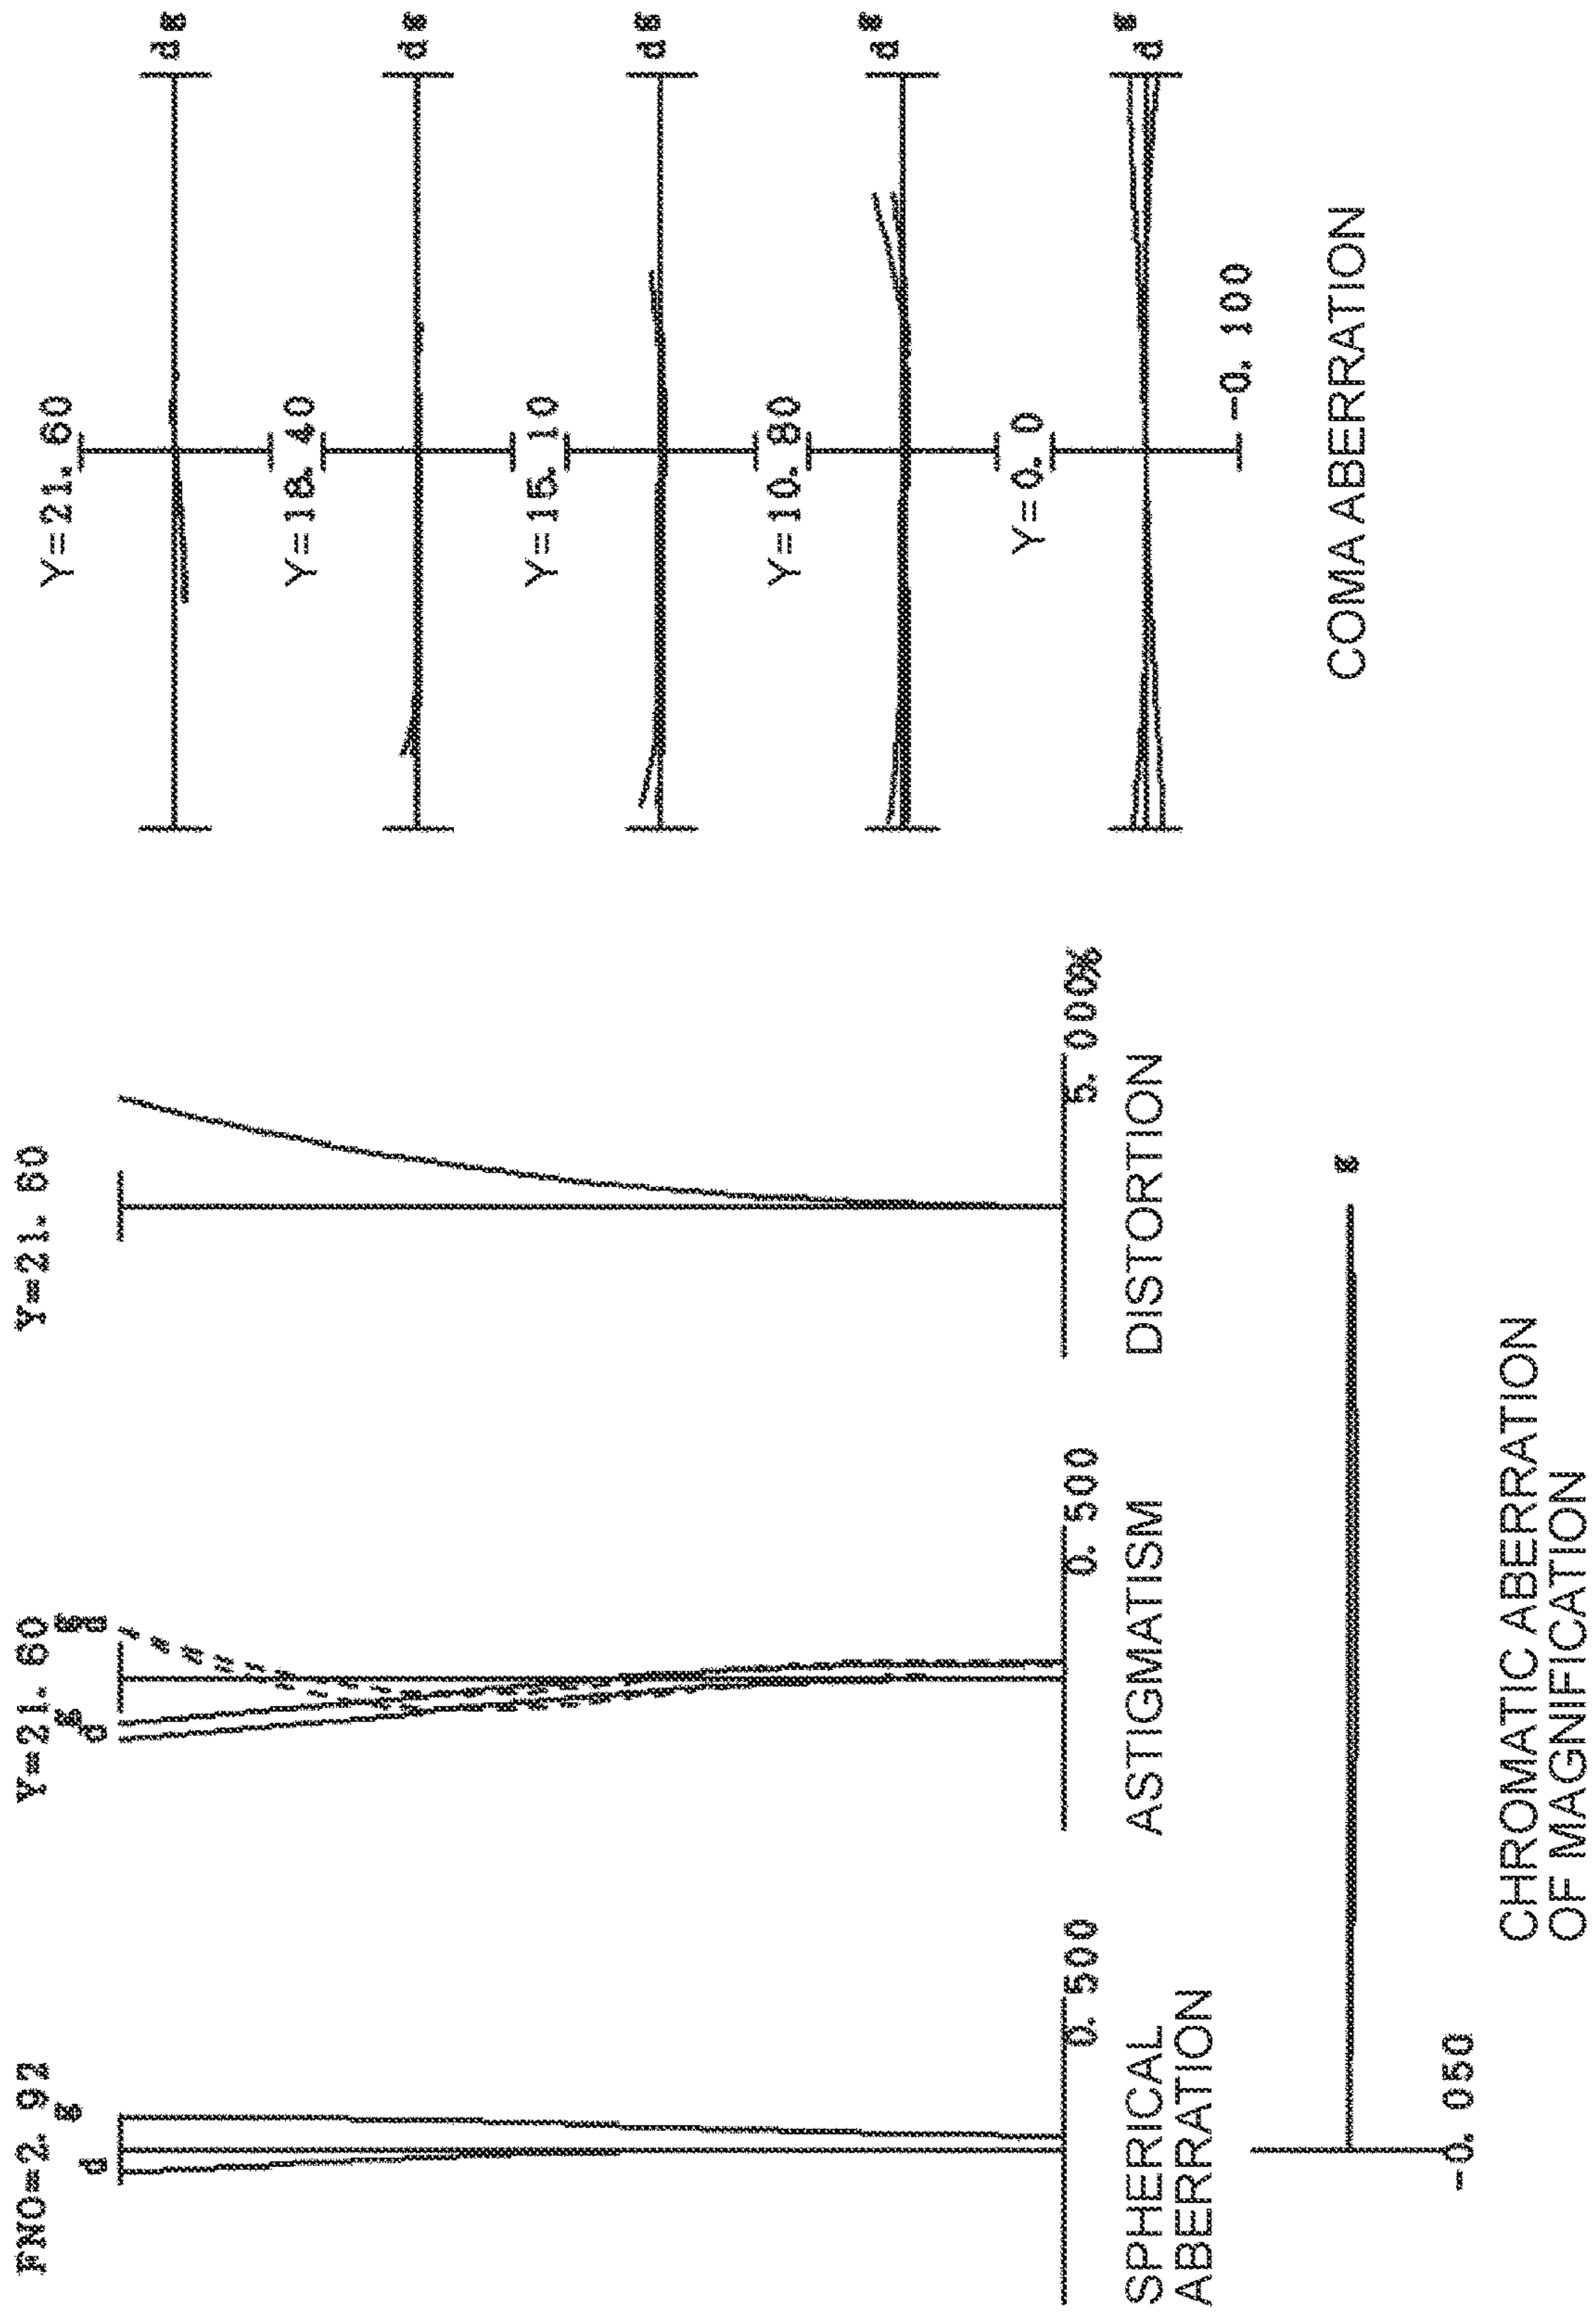 FNO=2. 92
d g
0. 500
SPHERICAL
ABERRATION
Y=21. 60
d g g d
0. 500
ASTIGMATISM
Y=21. 60
5. 000%
DISTORTION
g
-0. 050
CHROMATIC ABERRATION
OF MAGNIFICATION
Y=21. 60
d g
Y=18. 40
d g
Y=15. 10
d g
Y=10. 80
d g
Y=0. 0
d g
-0. 100
COMA ABERRATION